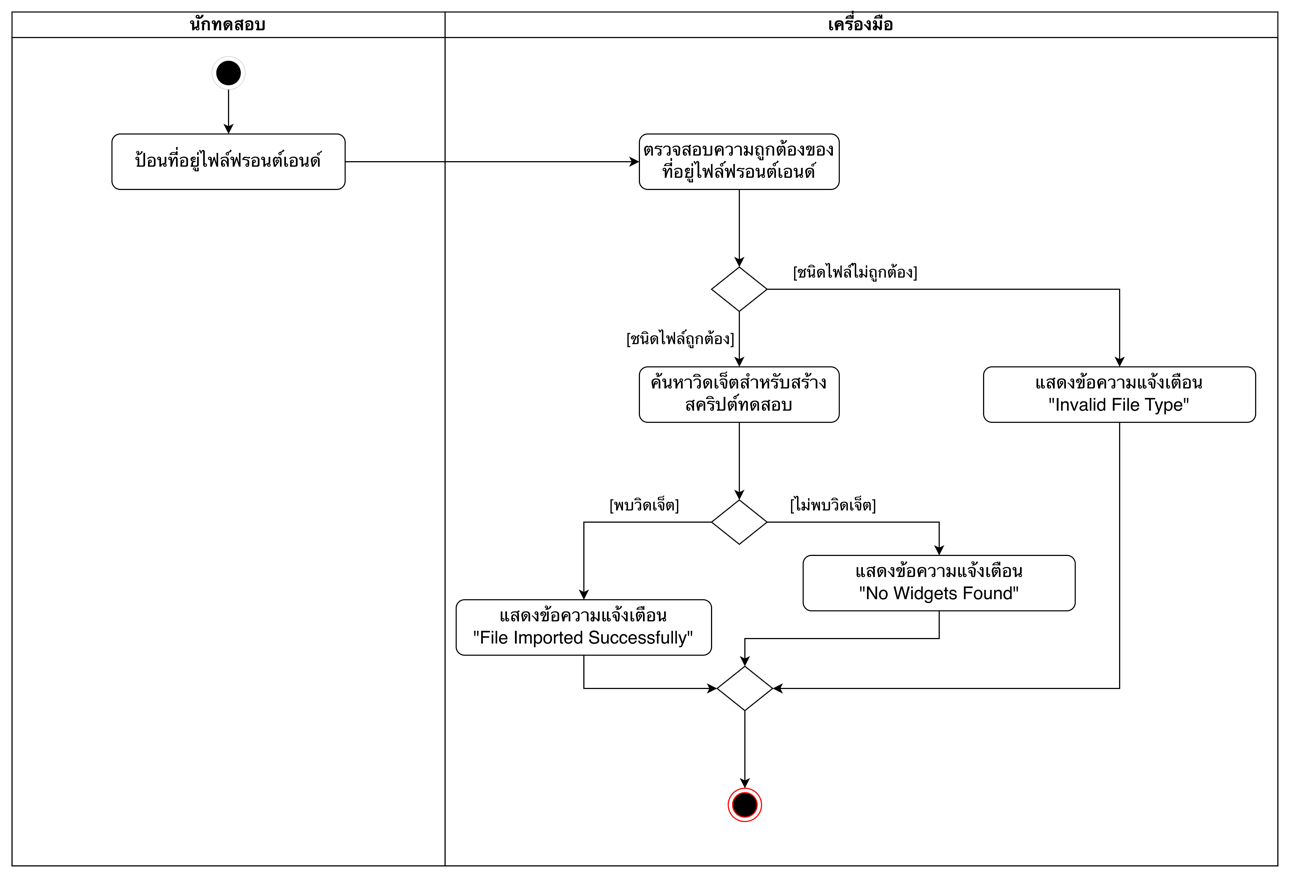 นักทดสอบ
เครื่องมือ
ป้อนที่อยู่ไฟล์ฟรอนต์เอนด์
ตรวจสอบความถูกต้องของ
ที่อยู่ไฟล์ฟรอนต์เอนด์
[ชนิดไฟล์ไม่ถูกต้อง]
[ชนิดไฟล์ถูกต้อง]
ค้นหาวิดเจ็ตสำหรับสร้าง
สคริปต์ทดสอบ
แสดงข้อความแจ้งเตือน
"Invalid File Type"
[พบวิดเจ็ต]
[ไม่พบวิดเจ็ต]
แสดงข้อความแจ้งเตือน
"No Widgets Found"
แสดงข้อความแจ้งเตือน
"File Imported Successfully"